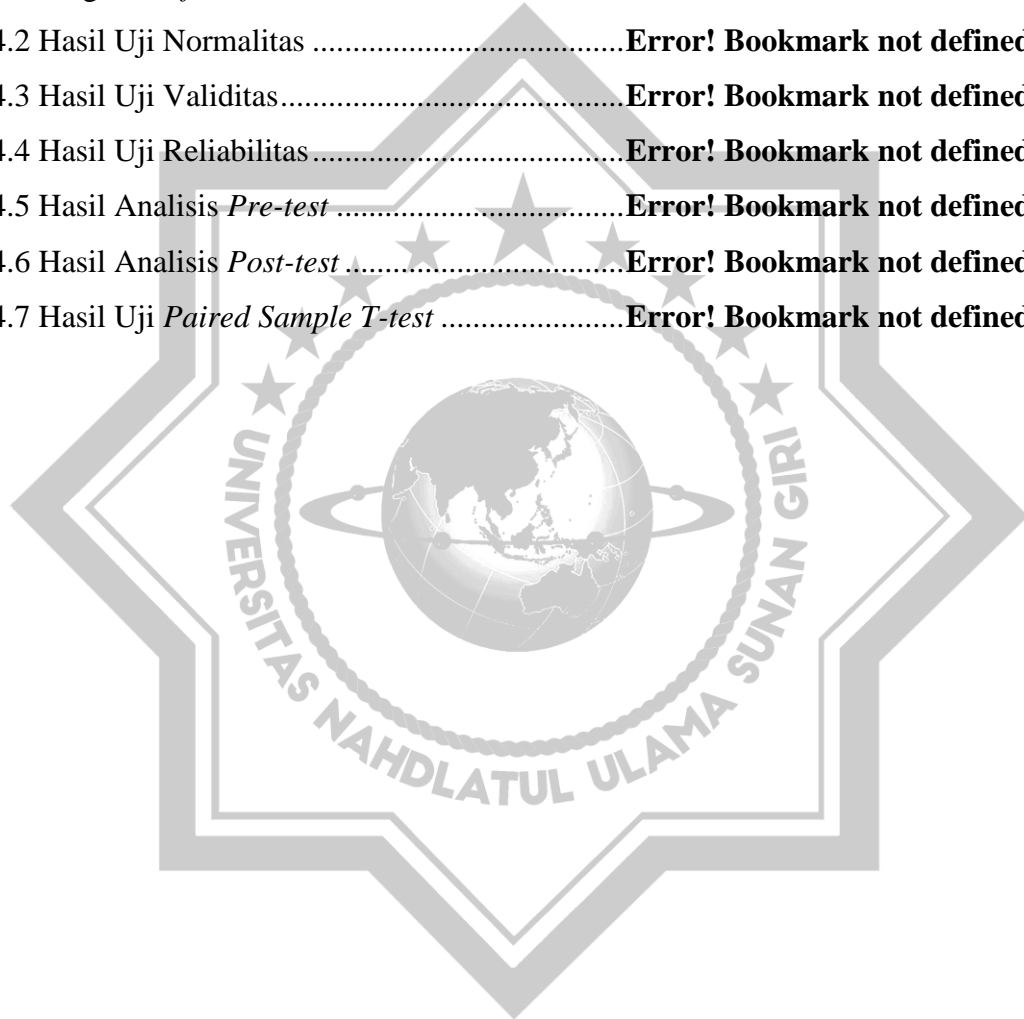 4.2 Hasil Uji Normalitas ....................................Error! Bookmark not defined
4.3 Hasil Uji Validitas........................................Error! Bookmark not defined
4.4 Hasil Uji Reliabilitas....................................Error! Bookmark not defined
4.5 Hasil Analisis Pre-test .................................Error! Bookmark not defined
4.6 Hasil Analisis Post-test ................................Error! Bookmark not defined
4.7 Hasil Uji Paired Sample T-test .....................Error! Bookmark not defined
UNIVERSITAS NAHDLATUL ULAMA SUNAN GIRI